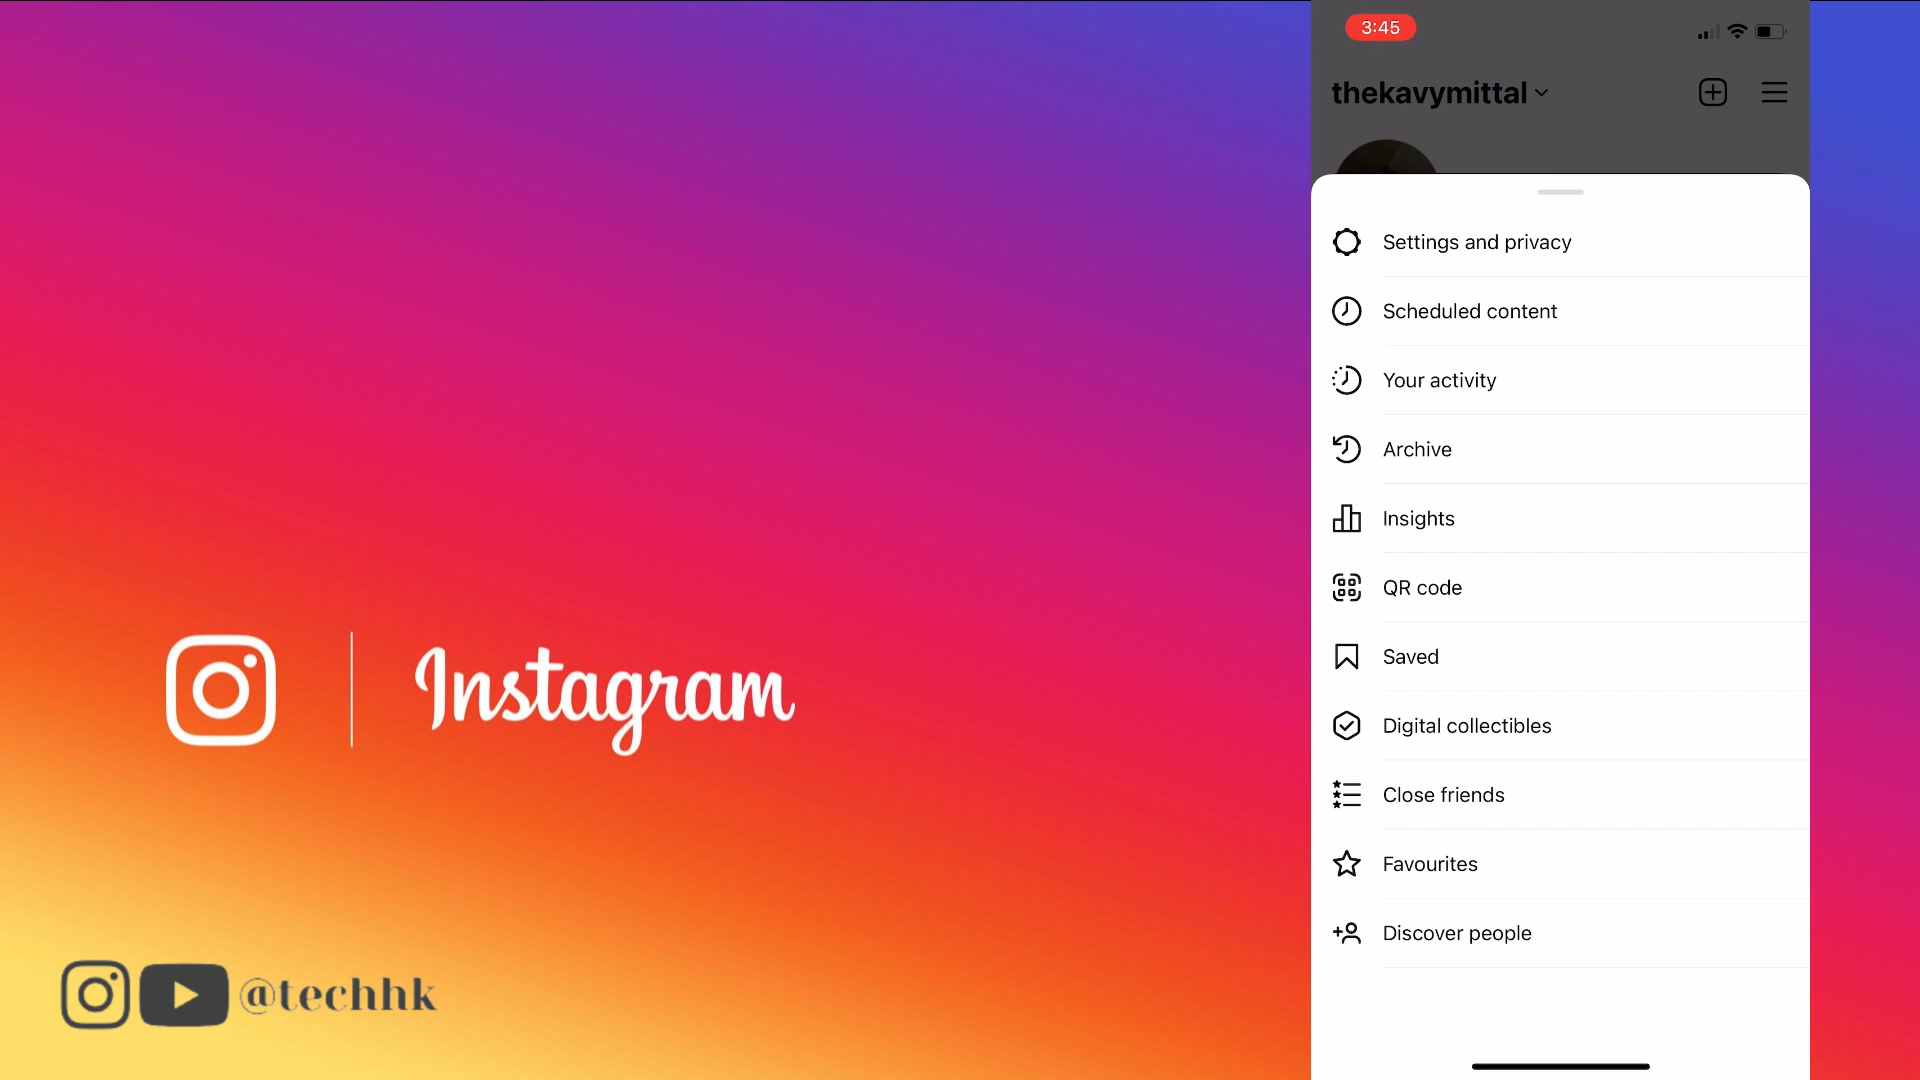 3:45
thekavymittal
Settings and privacy
Scheduled content
Your activity
Archive
Insights
QR code
Saved
Digital collectibles
Close friends
Favourites
Discover people
Instagram
@techhk